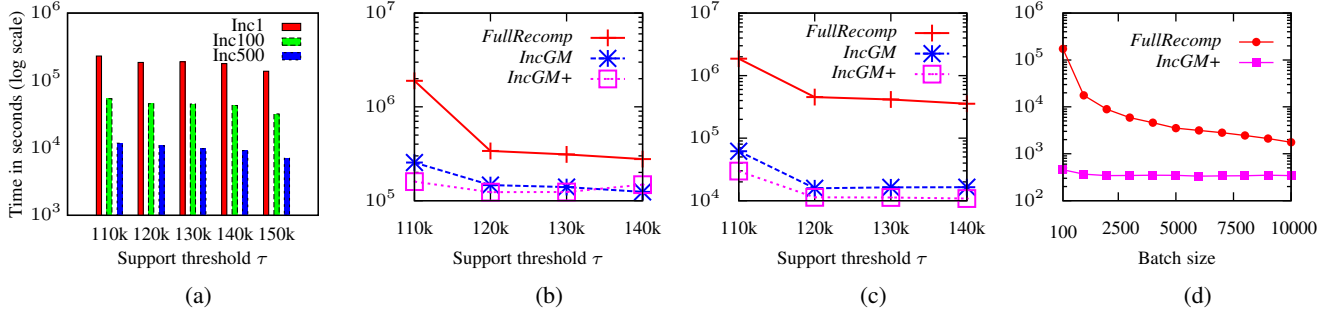 Time in seconds (log scale)
10^6
10^5
10^4
10^3
Inc1
Inc100
Inc500
110k 120k 130k 140k 150k
Support threshold τ
(a)
10^7
10^6
10^5
FullRecomp
IncGM
IncGM+
110k 120k 130k 140k
Support threshold τ
(b)
10^7
10^6
10^5
10^4
FullRecomp
IncGM
IncGM+
110k 120k 130k 140k
Support threshold τ
(c)
10^6
10^5
10^4
10^3
10^2
FullRecomp
IncGM+
100 2500 5000 7500 10000
Batch size
(d)